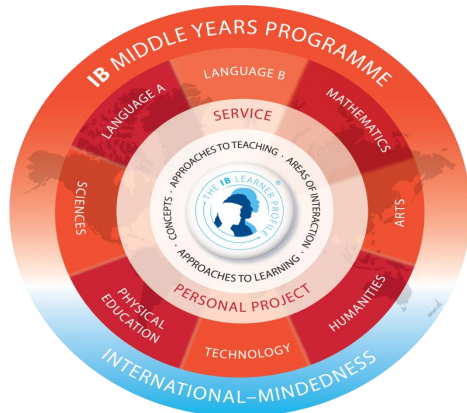 IB MIDDLE YEARS PROGRAMME
LANGUAGE A
LANGUAGE B
MATHEMATICS
SCIENCES
ARTS
PHYSICAL
EDUCATION
TECHNOLOGY
HUMANITIES
SERVICE
PERSONAL PROJECT
APPROACHES TO TEACHING · AREAS OF INTERACTION ·
APPROACHES TO LEARNING · CONCEPTS ·
THE IB LEARNER PROFILE ®
INTERNATIONAL–MINDEDNESS